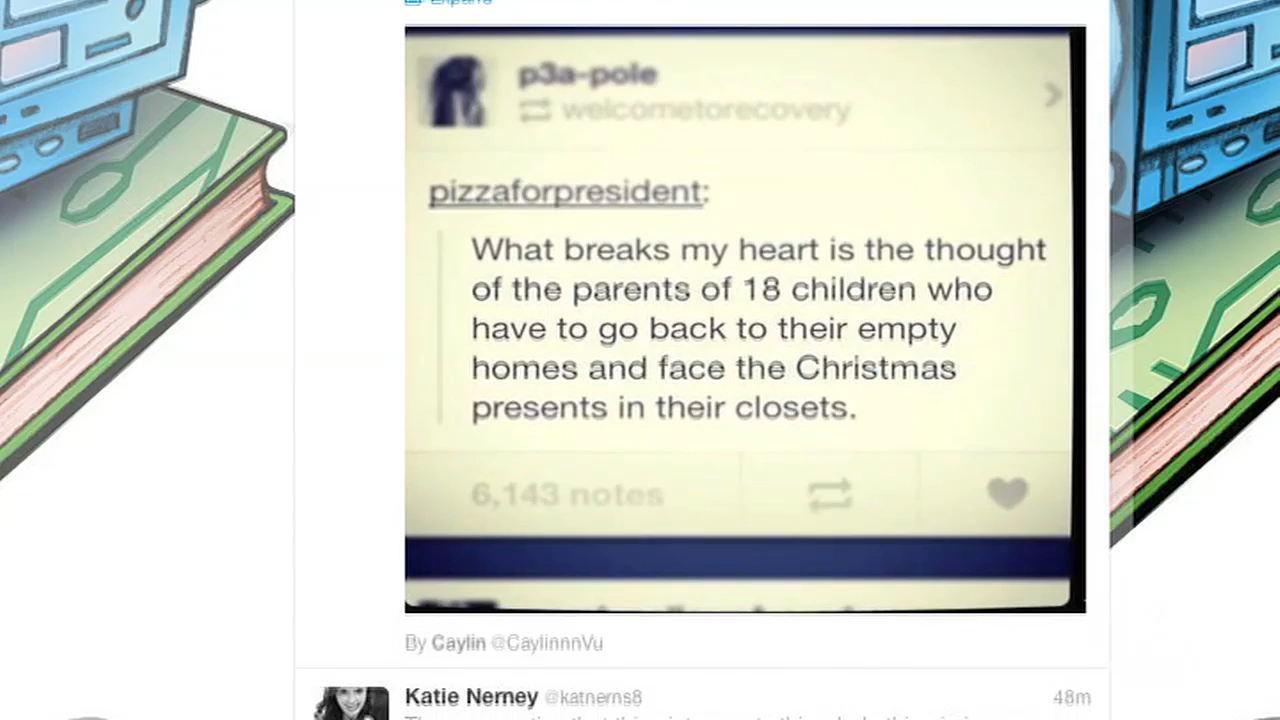 Expand
p3a-pole
welcometorecovery
pizzaforpresident:
What breaks my heart is the thought
of the parents of 18 children who
have to go back to their empty
homes and face the Christmas
presents in their closets.
6,143 notes
By Caylin @CaylinnnVu
Katie Nerney @katnerns8 48m